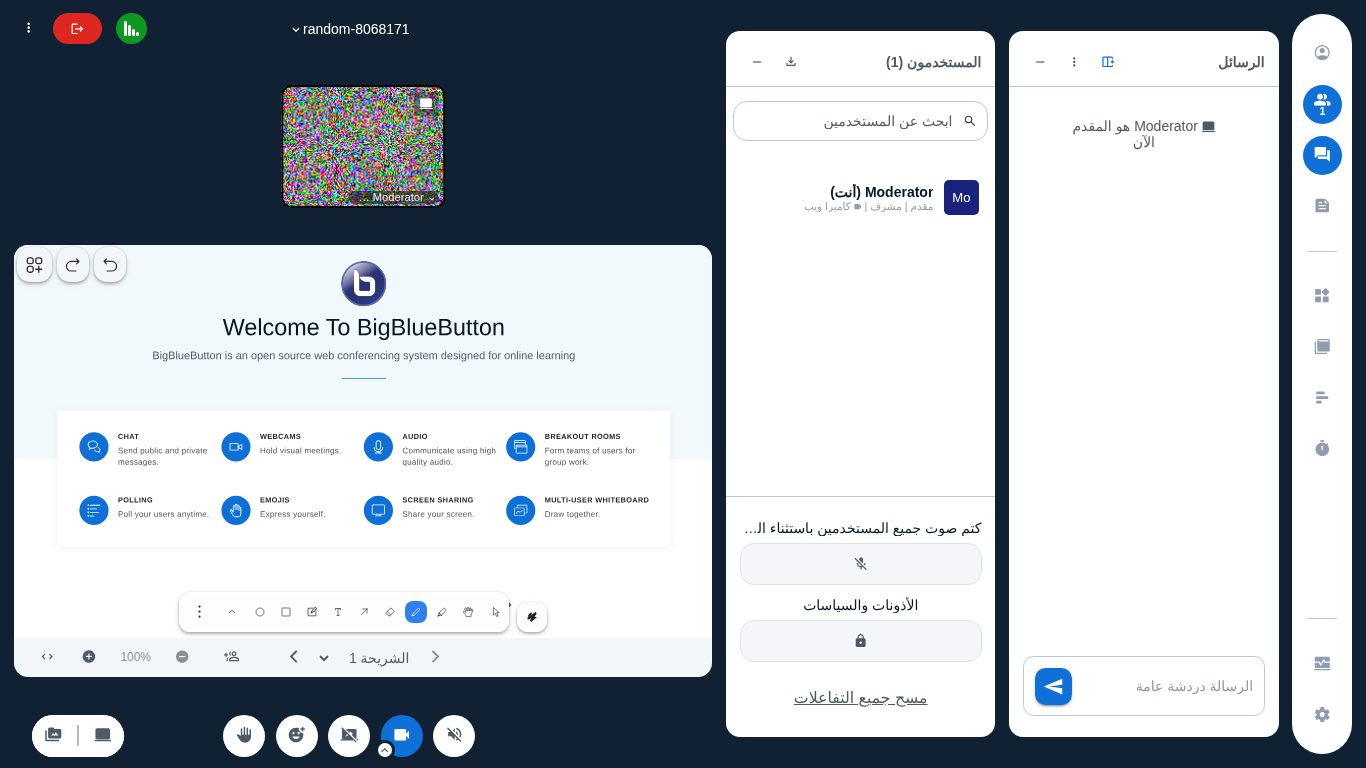 random-8068171
Moderator ...
Welcome To BigBlueButton
BigBlueButton is an open source web conferencing system designed for online learning
CHAT
Send public and private
messages.
WEBCAMS
Hold visual meetings.
AUDIO
Communicate using high
quality audio.
BREAKOUT ROOMS
Form teams of users for
group work.
POLLING
Poll your users anytime.
EMOJIS
Express yourself.
SCREEN SHARING
Share your screen.
MULTI-USER WHITEBOARD
Draw together.
100%
الشريحة 1
المستخدمون (1)
ابحث عن المستخدمين
Mo
Moderator (أنت)
مقدم | مشرف | كاميرا ويب
كتم صوت جميع المستخدمين باستثناء ال...
الأذونات والسياسات
مسح جميع التفاعلات
الرسائل
Moderator هو المقدم
الآن
الرسالة دردشة عامة
1